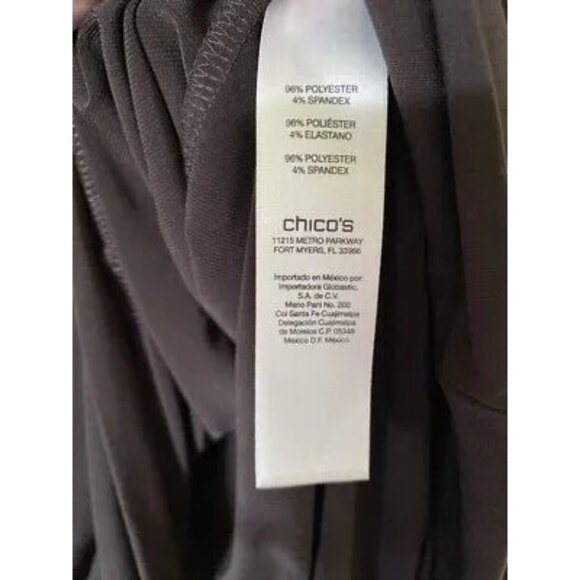 96% POLYESTER
4% SPANDEX
96% POLIÉSTER
4% ELASTANO
96% POLYESTER
4% SPANDEX
chico's
11215 METRO PARKWAY
FORT MYERS, FL 33966
Importado en México por:
Importadora Globastic,
S.A. de C.V.
Mario Pani No. 200
Col Santa Fe Cuajimalpa
Delegación Cuajimalpa
de Morelos C.P. 05348
México D.F. México